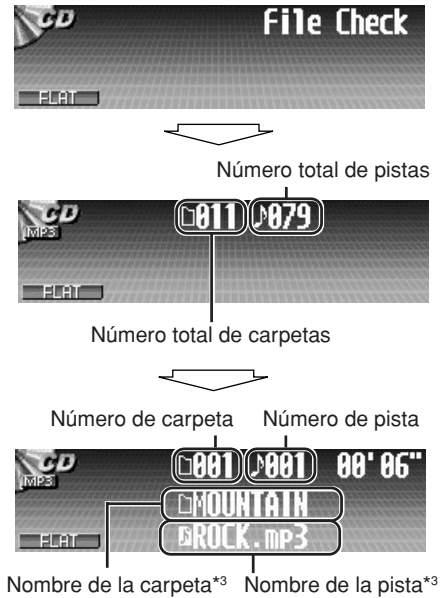 CD
File Check
FLAT
Número total de pistas
CD
MP3
011 079
FLAT
Número total de carpetas
Número de carpeta Número de pista
CD
MP3
001 001 00'06"
MOUNTAIN
FLAT
ROCK.mp3
Nombre de la carpeta*3 Nombre de la pista*3